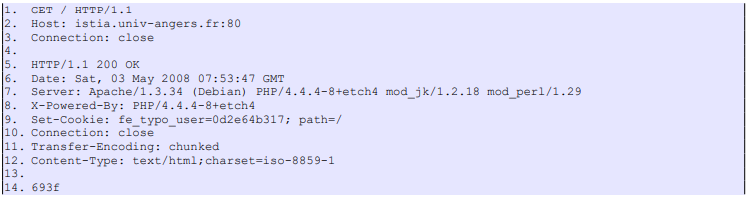 1. CET / HTTP/1.1
2. Host: istia.univ-angers.fr:80
3. Connection: close
4.
5. HTTP/1.1 200 OK
6. Date: Sat, 03 May 2008 07:53:47 GMT
7. Server: Apache/1.3.34 (Debian) PHP/4.4.4-8+etch4 mod_jk/1.2.18 mod_perl/1.29
8. X-Powered-By: PHP/4.4.4-8+etch4
9. Set-Cookie: fe_typo_user=0d2e64b317; path=/
10. Connection: close
11. Transfer-Encoding: chunked
12. Content-Type: text/html;charset=iso-8859-1
13.
14. 693f